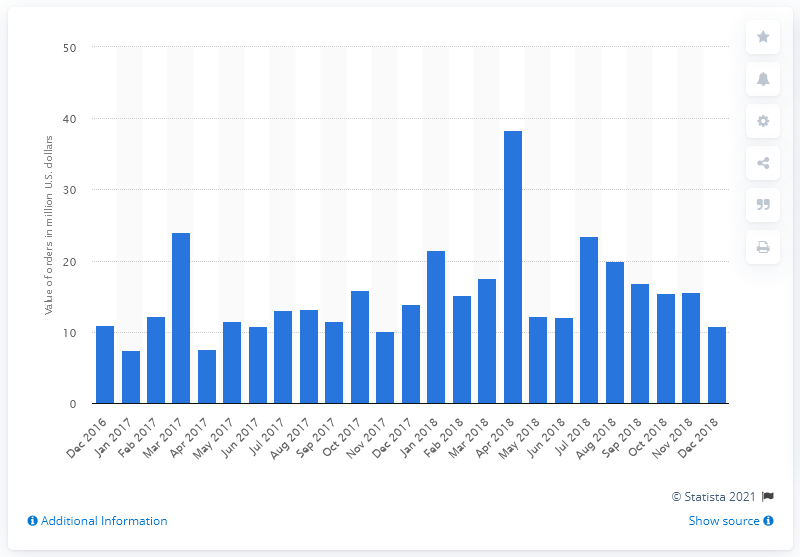 Value of orders in million U.S. dollars
50
40
30
20
10
0
Dec 2016
Jan 2017
Feb 2017
Mar 2017
Apr 2017
May 2017
Jun 2017
Jul 2017
Aug 2017
Sep 2017
Oct 2017
Nov 2017
Dec 2017
Jan 2018
Feb 2018
Mar 2018
Apr 2018
May 2018
Jun 2018
Jul 2018
Aug 2018
Sep 2018
Oct 2018
Nov 2018
Dec 2018
© Statista 2021
Additional Information
Show source